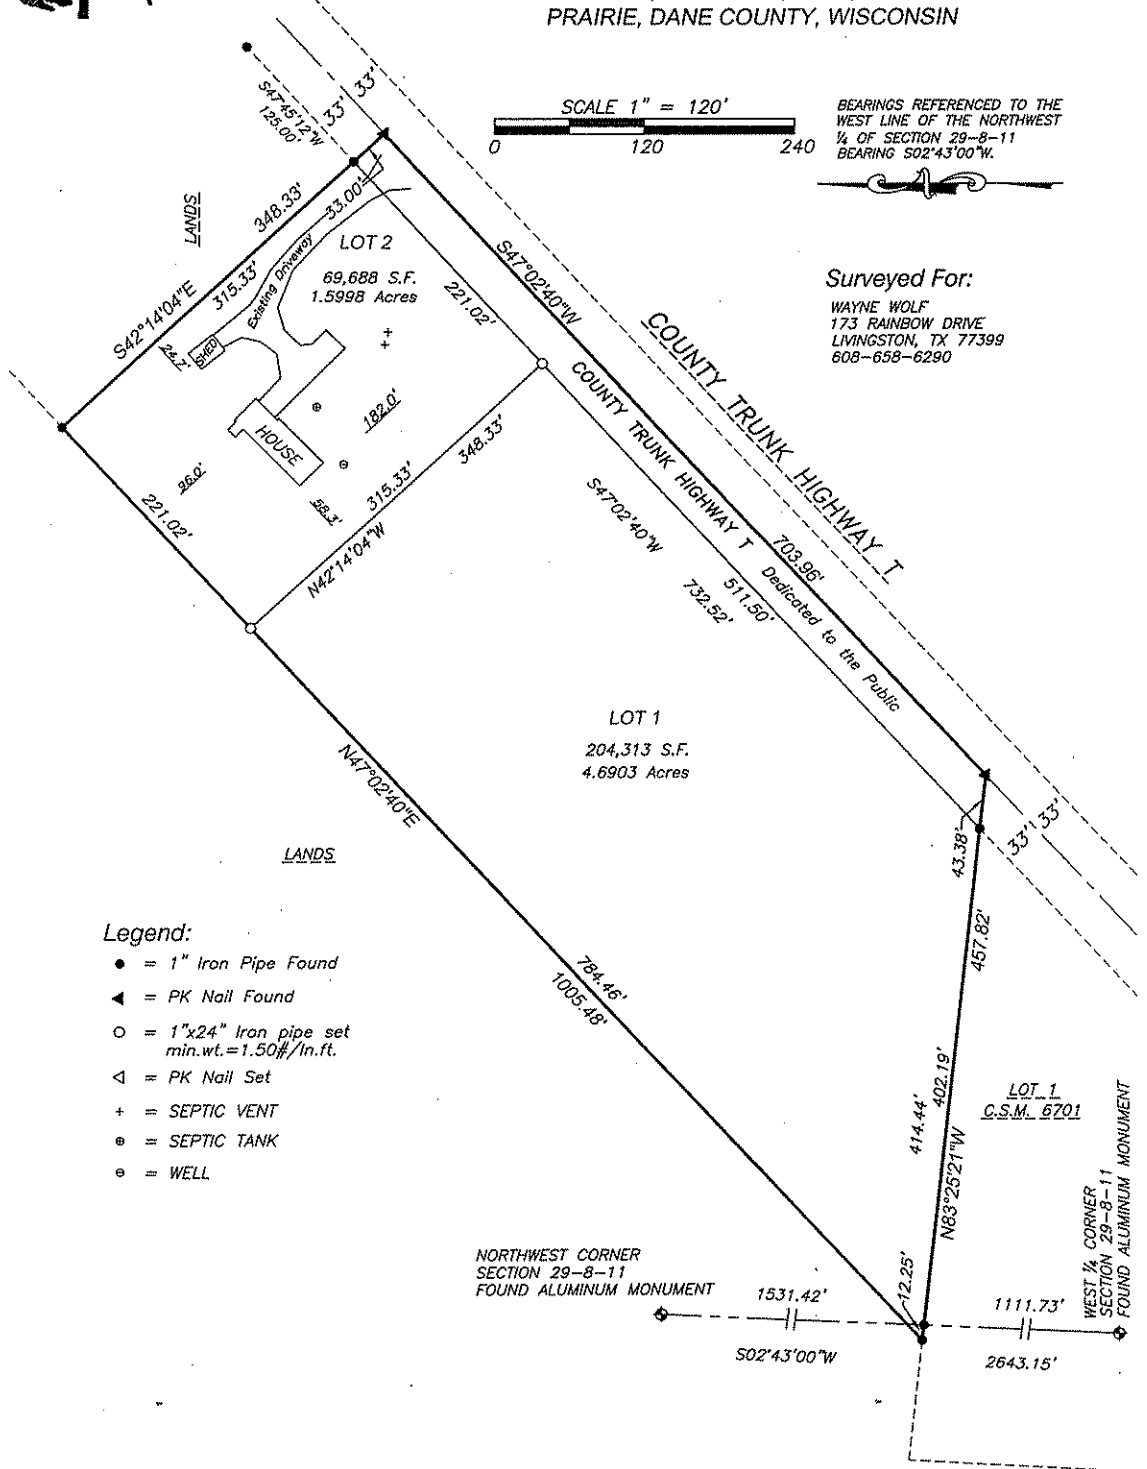 PRAIRIE, DANE COUNTY, WISCONSIN
SCALE 1" = 120'
0 120 240
BEARINGS REFERENCED TO THE
WEST LINE OF THE NORTHWEST
¼ OF SECTION 29-8-11
BEARING S02°43'00"W.
S47°45'12"W
125.00'
33' 33'
LANDS
348.33'
315.33'
S42°14'04"E
33.00'
Existing Driveway
LOT 2
69,688 S.F.
1.5998 Acres
SHED
24.7'
HOUSE
182.0'
96.0'
58.3'
221.02'
221.02'
348.33'
315.33'
N42°14'04"W
S47°02'40"W
COUNTY TRUNK HIGHWAY T
Surveyed For:
WAYNE WOLF
173 RAINBOW DRIVE
LIVINGSTON, TX 77399
608-658-6290
COUNTY TRUNK HIGHWAY T
Dedicated to the Public
703.96'
S47°02'40"W
511.50'
732.52'
LOT 1
204,313 S.F.
4.6903 Acres
N47°02'40"E
LANDS
784.46'
1005.48'
43.38'
33' 33'
457.82'
402.19'
414.44'
N83°25'21"W
12.25'
LOT 1
C.S.M. 6701
Legend:
● = 1" Iron Pipe Found
◀ = PK Nail Found
○ = 1"x24" Iron pipe set
min.wt.=1.50#/ln.ft.
◁ = PK Nail Set
+ = SEPTIC VENT
⊕ = SEPTIC TANK
⊖ = WELL
NORTHWEST CORNER
SECTION 29-8-11
FOUND ALUMINUM MONUMENT
1531.42'
S02°43'00"W
1111.73'
2643.15'
WEST ¼ CORNER
SECTION 29-8-11
FOUND ALUMINUM MONUMENT